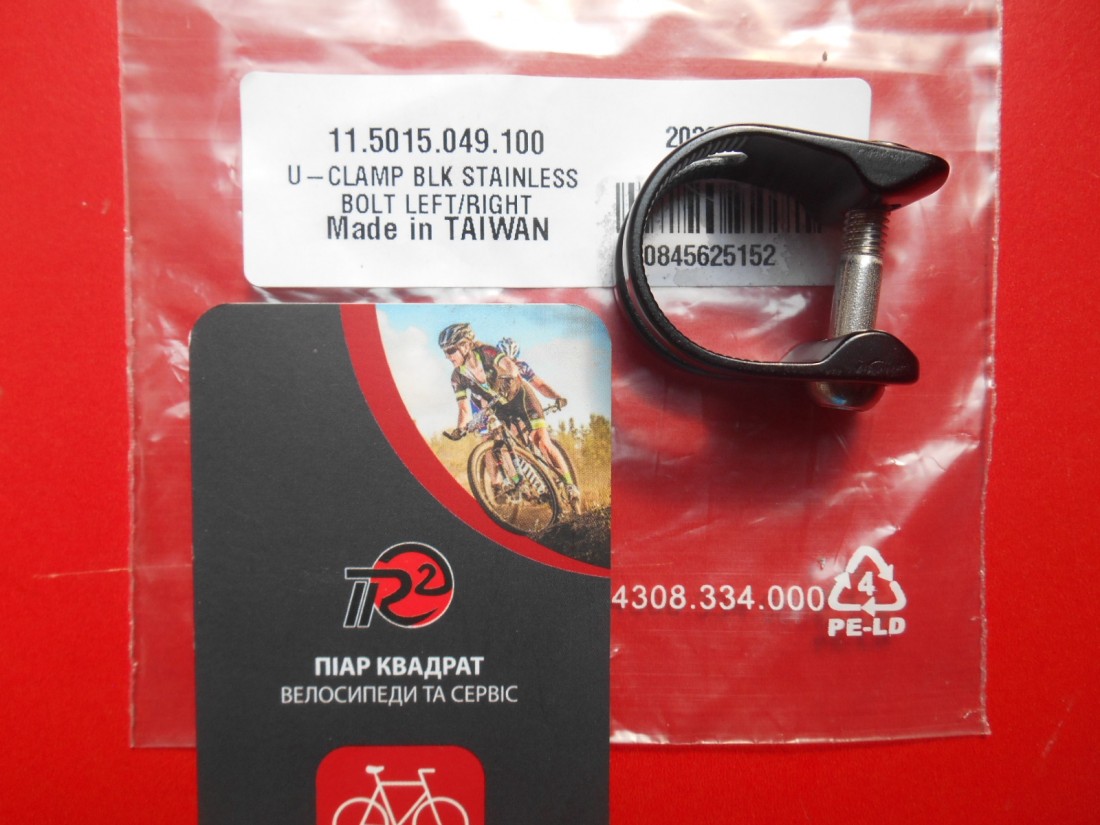 11.5015.049.100
U-CLAMP BLK STAINLESS
BOLT LEFT/RIGHT
Made in TAIWAN
0845625152
R2
ПІАР КВАДРАТ
ВЕЛОСИПЕДИ ТА СЕРВІС
4308.334.000
4
PE-LD